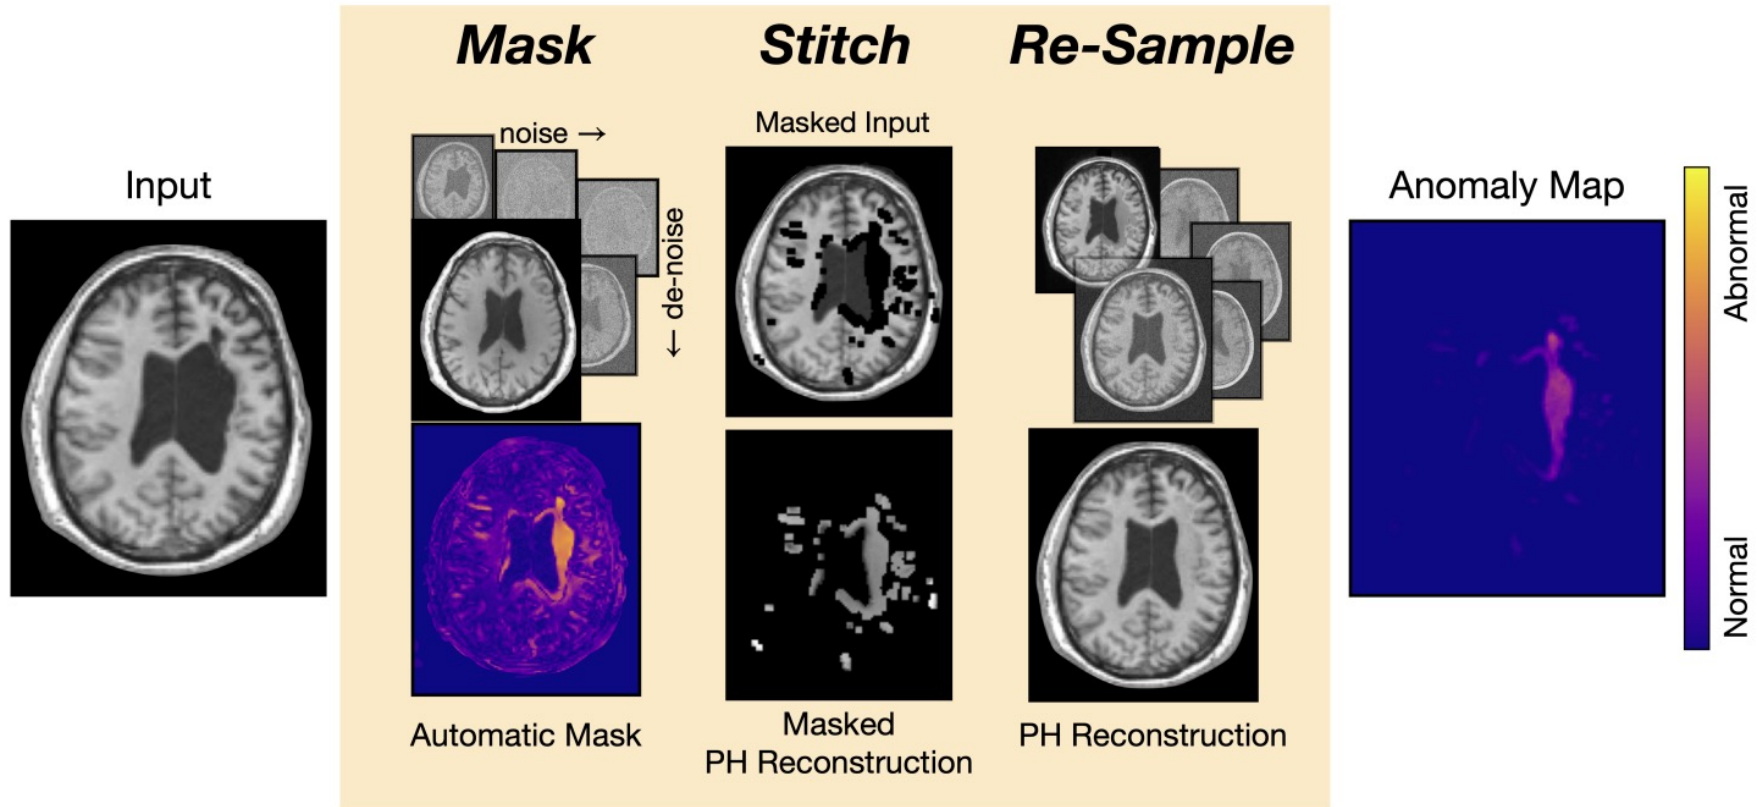 Input
Mask
noise →
← de-noise
Automatic Mask
Stitch
Masked Input
Masked
PH Reconstruction
Re-Sample
PH Reconstruction
Anomaly Map
Abnormal
Normal